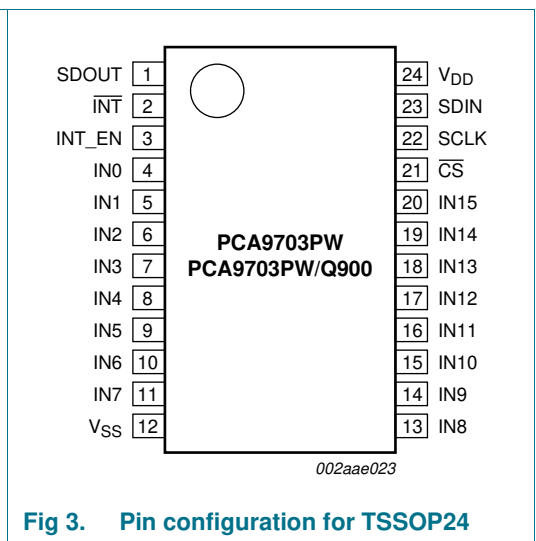 SDOUT 1 24 VDD
INT 2 23 SDIN
INT_EN 3 22 SCLK
IN0 4 21 CS
IN1 5 20 IN15
IN2 6 19 IN14
IN3 7 18 IN13
IN4 8 17 IN12
IN5 9 16 IN11
IN6 10 15 IN10
IN7 11 14 IN9
VSS 12 13 IN8
PCA9703PW
PCA9703PW/Q900
002aae023
Fig 3. Pin configuration for TSSOP24